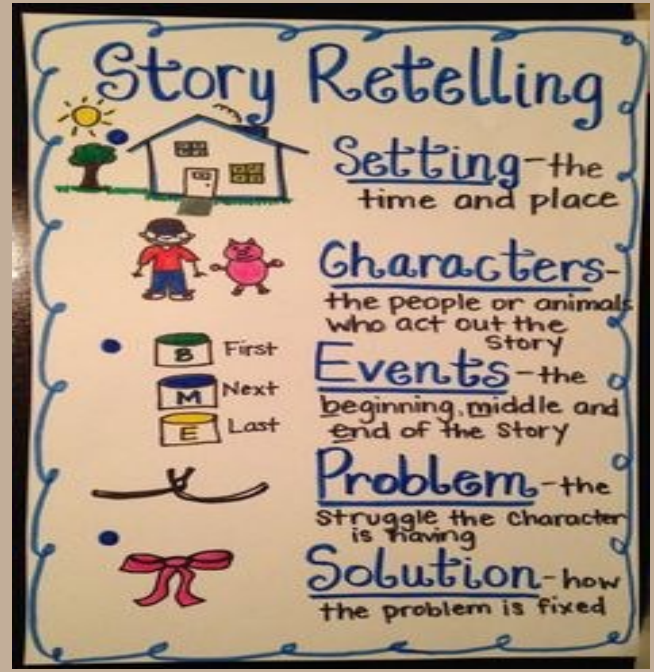 Story Retelling
Setting-the
time and place
Characters-
the people or animals
who act out the
Story
B First
M Next
E Last
Events-the
beginning, middle and
end of the Story
Problem-the
Struggle the Character
is having
Solution-how
the problem is fixed